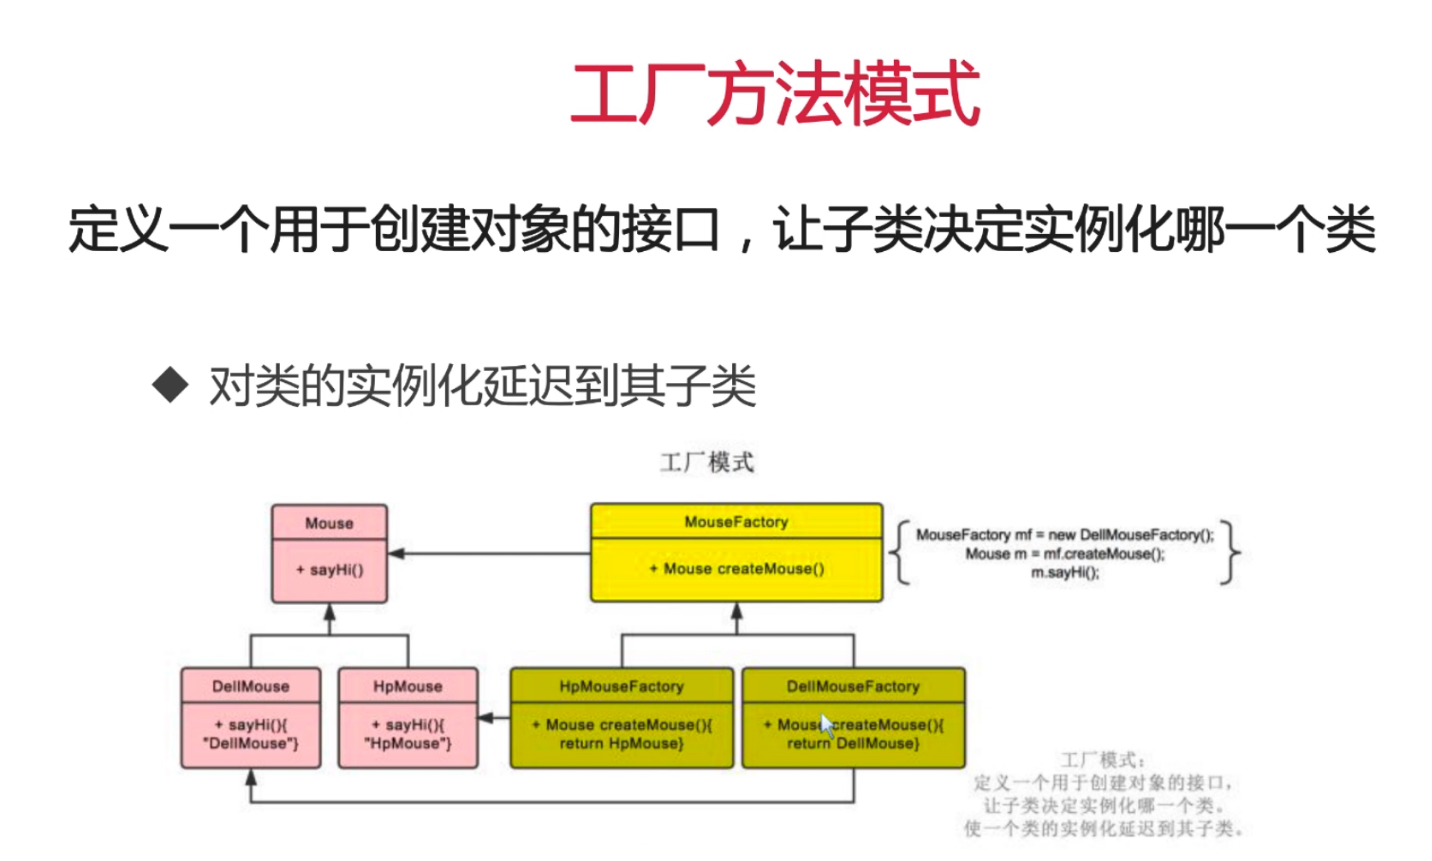 工厂方法模式
定义一个用于创建对象的接口，让子类决定实例化哪一个类
对类的实例化延迟到其子类
工厂模式
Mouse
+ sayHi()
MouseFactory
+ Mouse createMouse()
MouseFactory mf = new DellMouseFactory();
Mouse m = mf.createMouse();
m.sayHi();
DellMouse
+ sayHi(){
"DellMouse"}
HpMouse
+ sayHi(){
"HpMouse"}
HpMouseFactory
+ Mouse createMouse(){
return HpMouse}
DellMouseFactory
+ Mouse createMouse(){
return DellMouse}
工厂模式：
定义一个用于创建对象的接口，
让子类决定实例化哪一个类。
使一个类的实例化延迟到其子类。